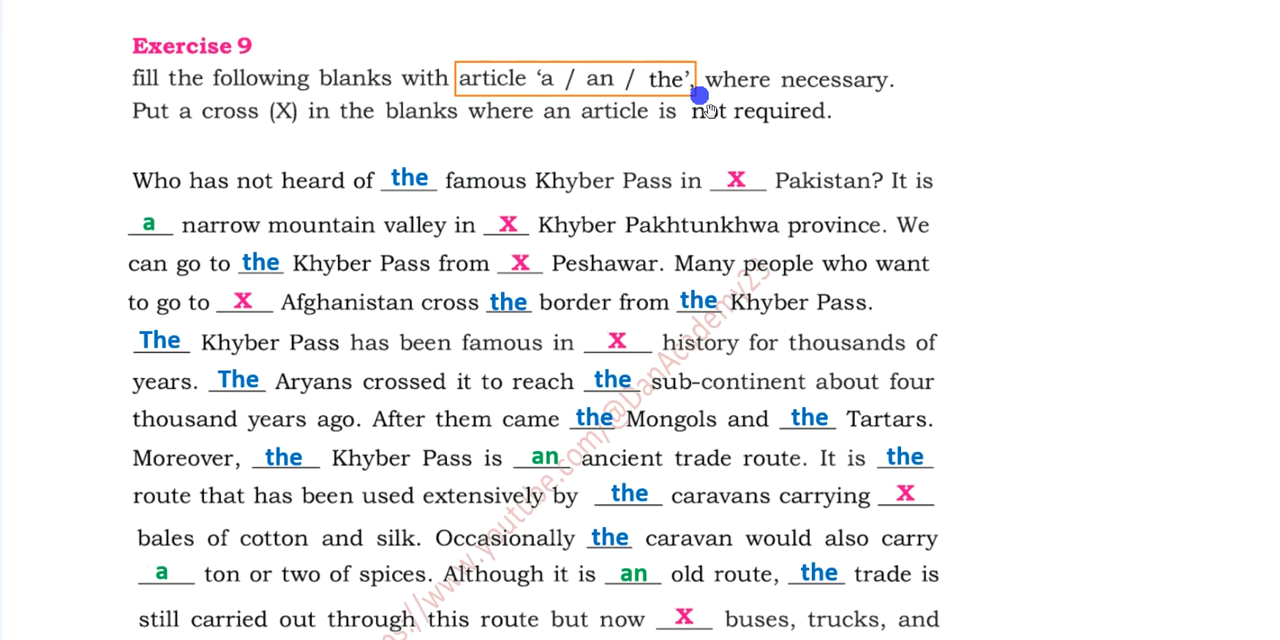 Exercise 9
fill the following blanks with article ‘a / an / the’, where necessary.
Put a cross (X) in the blanks where an article is not required.
Who has not heard of the famous Khyber Pass in X Pakistan? It is
a narrow mountain valley in X Khyber Pakhtunkhwa province. We
can go to the Khyber Pass from X Peshawar. Many people who want
to go to X Afghanistan cross the border from the Khyber Pass.
The Khyber Pass has been famous in X history for thousands of
years. The Aryans crossed it to reach the sub-continent about four
thousand years ago. After them came the Mongols and the Tartars.
Moreover, the Khyber Pass is an ancient trade route. It is the
route that has been used extensively by the caravans carrying X
bales of cotton and silk. Occasionally the caravan would also carry
a ton or two of spices. Although it is an old route, the trade is
still carried out through this route but now X buses, trucks, and
s://www.youtube.com/@DanAcademy23